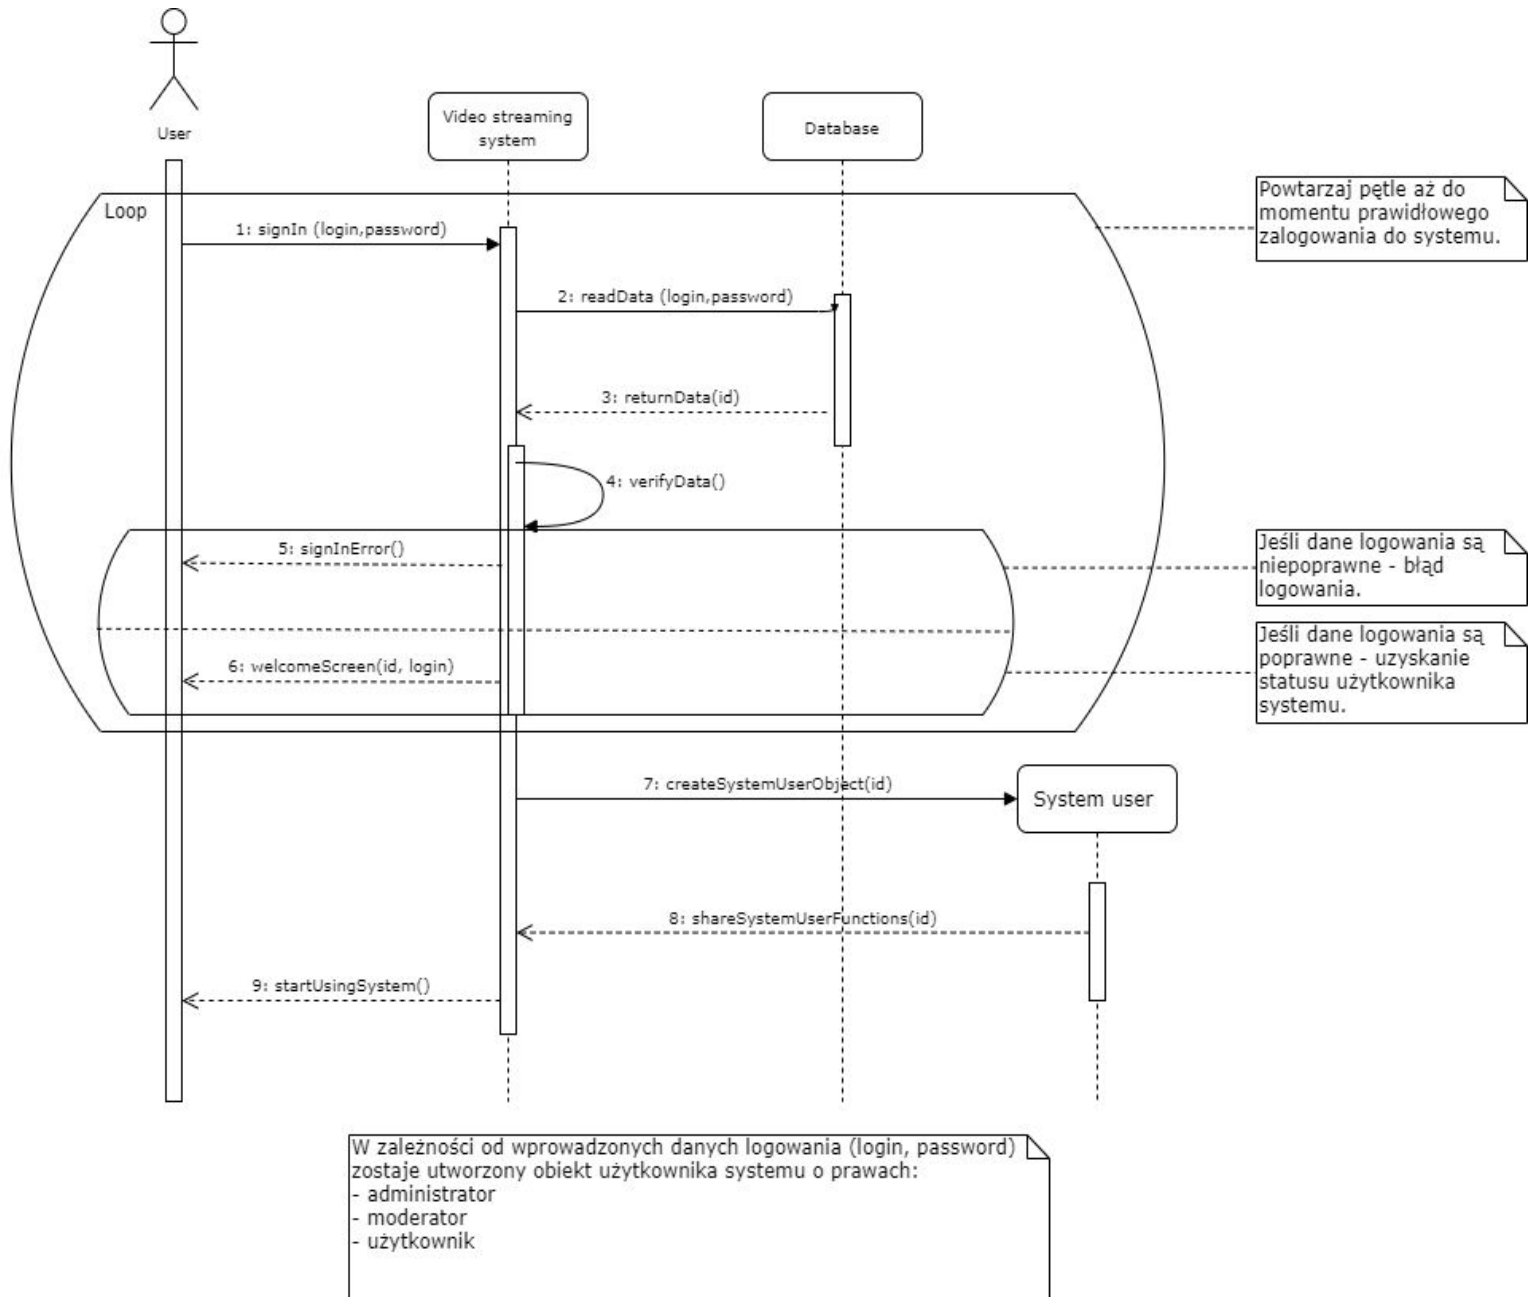 User
Video streaming
system
Database
Loop
Powtarzaj pętle aż do
momentu prawidłowego
zalogowania do systemu.
1: signIn (login,password)
2: readData (login,password)
3: returnData(id)
4: verifyData()
5: signInError()
Jeśli dane logowania są
niepoprawne - błąd
logowania.
6: welcomeScreen(id, login)
Jeśli dane logowania są
poprawne - uzyskanie
statusu użytkownika
systemu.
7: createSystemUserObject(id)
System user
8: shareSystemUserFunctions(id)
9: startUsingSystem()
W zależności od wprowadzonych danych logowania (login, password)
zostaje utworzony obiekt użytkownika systemu o prawach:
- administrator
- moderator
- użytkownik